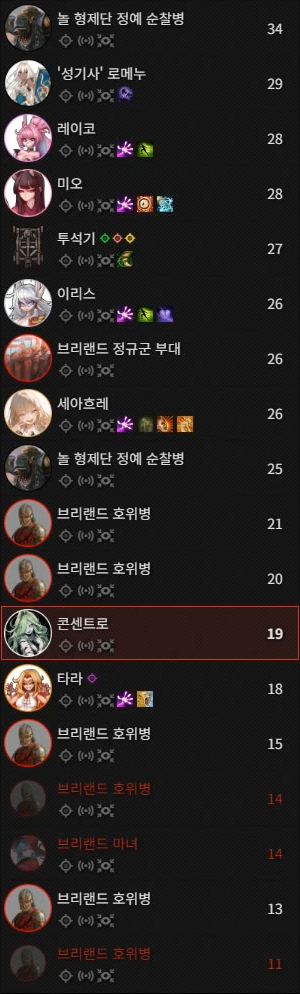 놀 형제단 정예 순찰병
34
'성기사' 로메누
29
레이코
28
미오
28
투석기
27
이리스
26
브리랜드 정규군 부대
26
세아흐레
26
놀 형제단 정예 순찰병
25
브리랜드 호위병
21
브리랜드 호위병
20
콘센트로
19
타라
18
브리랜드 호위병
15
브리랜드 호위병
14
브리랜드 마녀
14
브리랜드 호위병
13
브리랜드 호위병
11